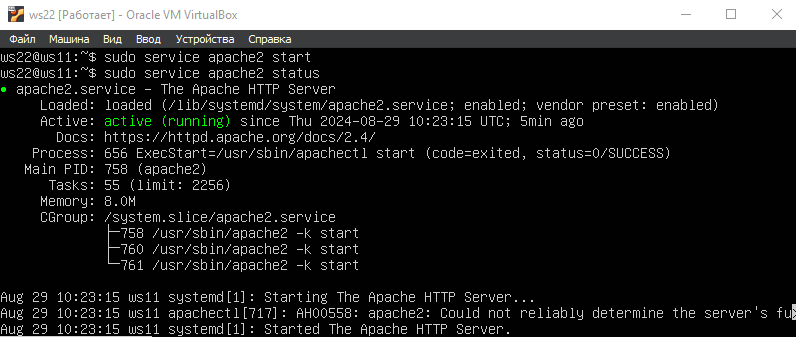 ws22 [Работает] - Oracle VM VirtualBox
Файл Машина Вид Ввод Устройства Справка
ws22@ws11:~$ sudo service apache2 start
ws22@ws11:~$ sudo service apache2 status
● apache2.service - The Apache HTTP Server
     Loaded: loaded (/lib/systemd/system/apache2.service; enabled; vendor preset: enabled)
     Active: active (running) since Thu 2024-08-29 10:23:15 UTC; 5min ago
       Docs: https://httpd.apache.org/docs/2.4/
    Process: 656 ExecStart=/usr/sbin/apachectl start (code=exited, status=0/SUCCESS)
   Main PID: 758 (apache2)
      Tasks: 55 (limit: 2256)
     Memory: 8.0M
     CGroup: /system.slice/apache2.service
             ├─758 /usr/sbin/apache2 -k start
             ├─760 /usr/sbin/apache2 -k start
             └─761 /usr/sbin/apache2 -k start
Aug 29 10:23:15 ws11 systemd[1]: Starting The Apache HTTP Server...
Aug 29 10:23:15 ws11 apachectl[717]: AH00558: apache2: Could not reliably determine the server's fu
Aug 29 10:23:15 ws11 systemd[1]: Started The Apache HTTP Server.